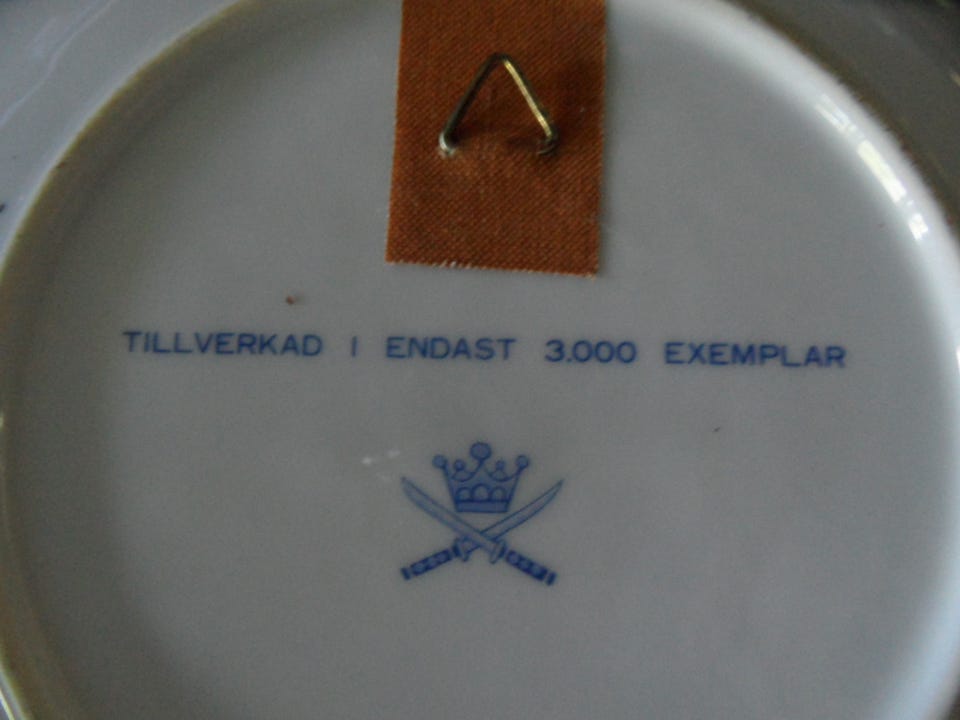 TILLVERKAD I ENDAST 3.000 EXEMPLAR